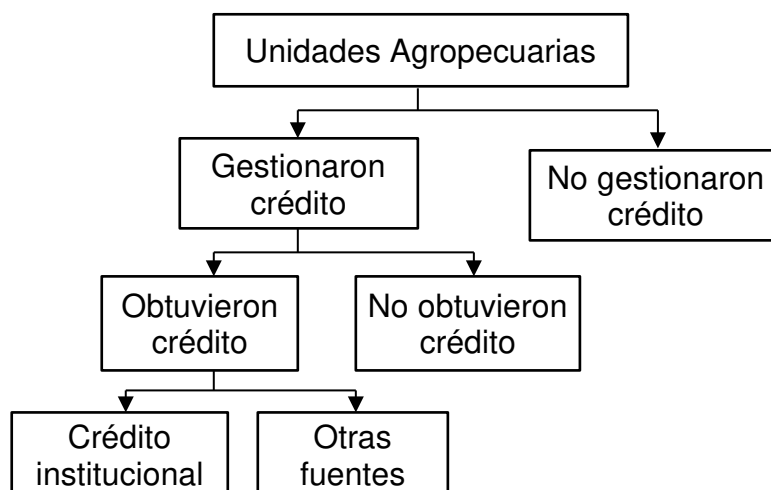 Unidades Agropecuarias
Gestionaron
crédito
No gestionaron
crédito
Obtuvieron
crédito
No obtuvieron
crédito
Crédito
institucional
Otras
fuentes